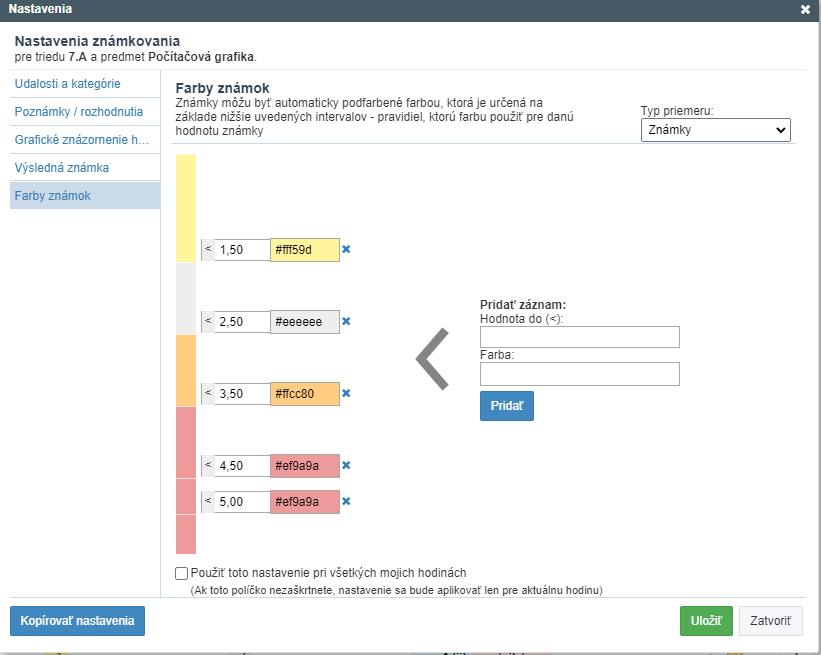 Nastavenia
Nastavenia známkovania
pre triedu 7.A a predmet Počítačová grafika.
Udalosti a kategórie
Poznámky / rozhodnutia
Grafické znázornenie h...
Výsledná známka
Farby známok
Farby známok
Známky môžu byť automaticky podfarbené farbou, ktorá je určená na
základe nižšie uvedených intervalov - pravidiel, ktorú farbu použiť pre danú
hodnotu známky
Typ priemeru:
Známky
< 1,50 #fff59d
< 2,50 #eeeeee
< 3,50 #ffcc80
< 4,50 #ef9a9a
< 5,00 #ef9a9a
Pridať záznam:
Hodnota do (<):
Farba:
Pridať
Použiť toto nastavenie pri všetkých mojich hodinách
(Ak toto políčko nezaškrtnete, nastavenie sa bude aplikovať len pre aktuálnu hodinu)
Kopírovať nastavenia
Uložiť
Zatvoriť